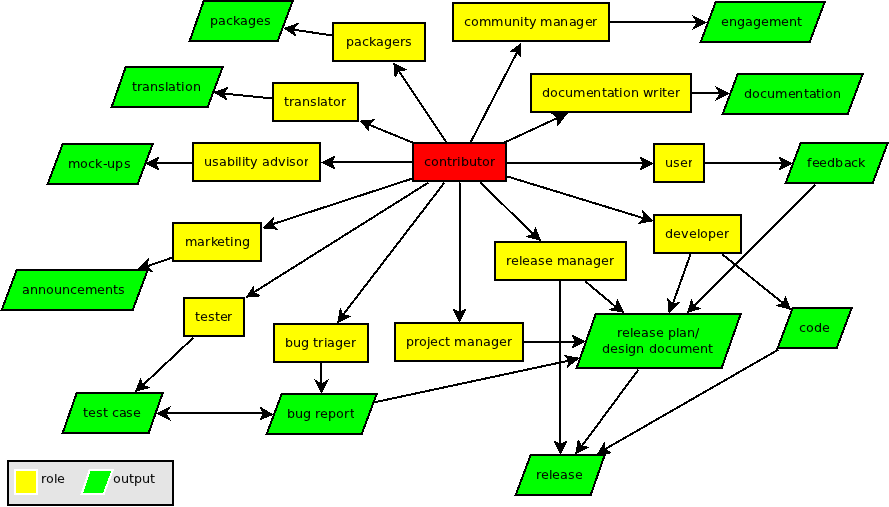 packages
community manager
engagement
packagers
translation
translator
documentation writer
documentation
mock-ups
usability advisor
contributor
user
feedback
marketing
release manager
developer
announcements
tester
bug triager
project manager
release plan/
design document
code
test case
bug report
release
role
output